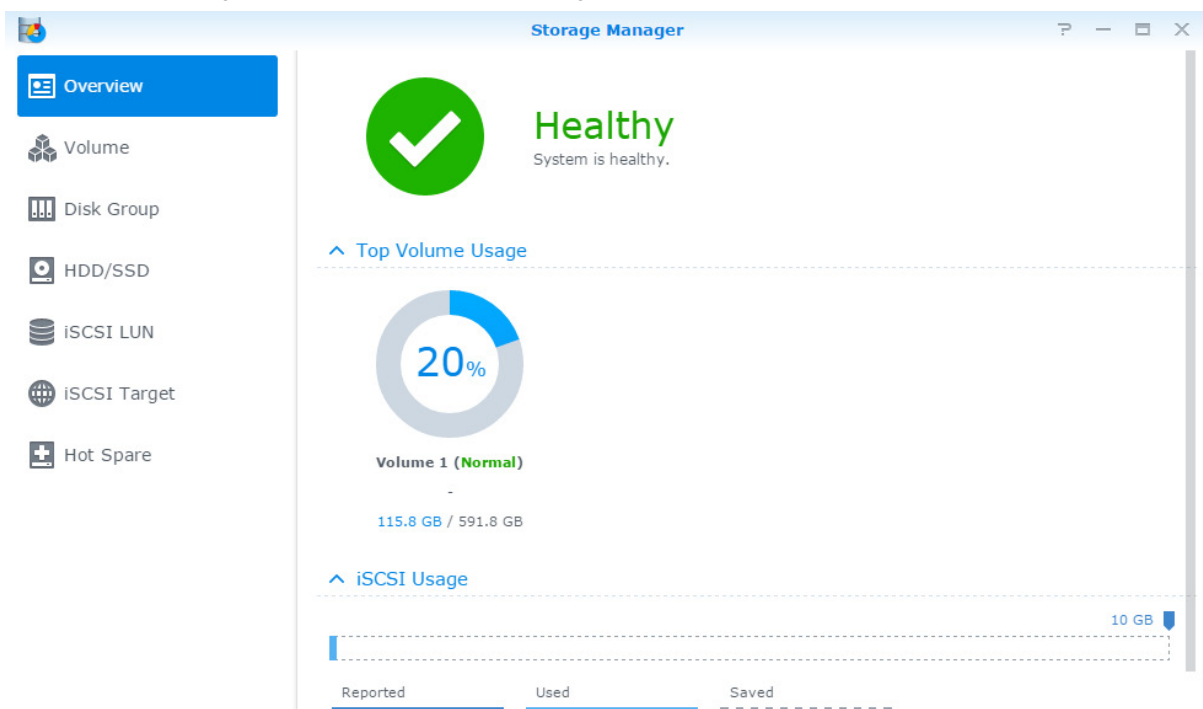 Storage Manager
Overview
Volume
Disk Group
HDD/SSD
iSCSI LUN
iSCSI Target
Hot Spare
Healthy
System is healthy.
Top Volume Usage
20%
Volume 1 (Normal)
-
115.8 GB / 591.8 GB
iSCSI Usage
10 GB
Reported Used Saved